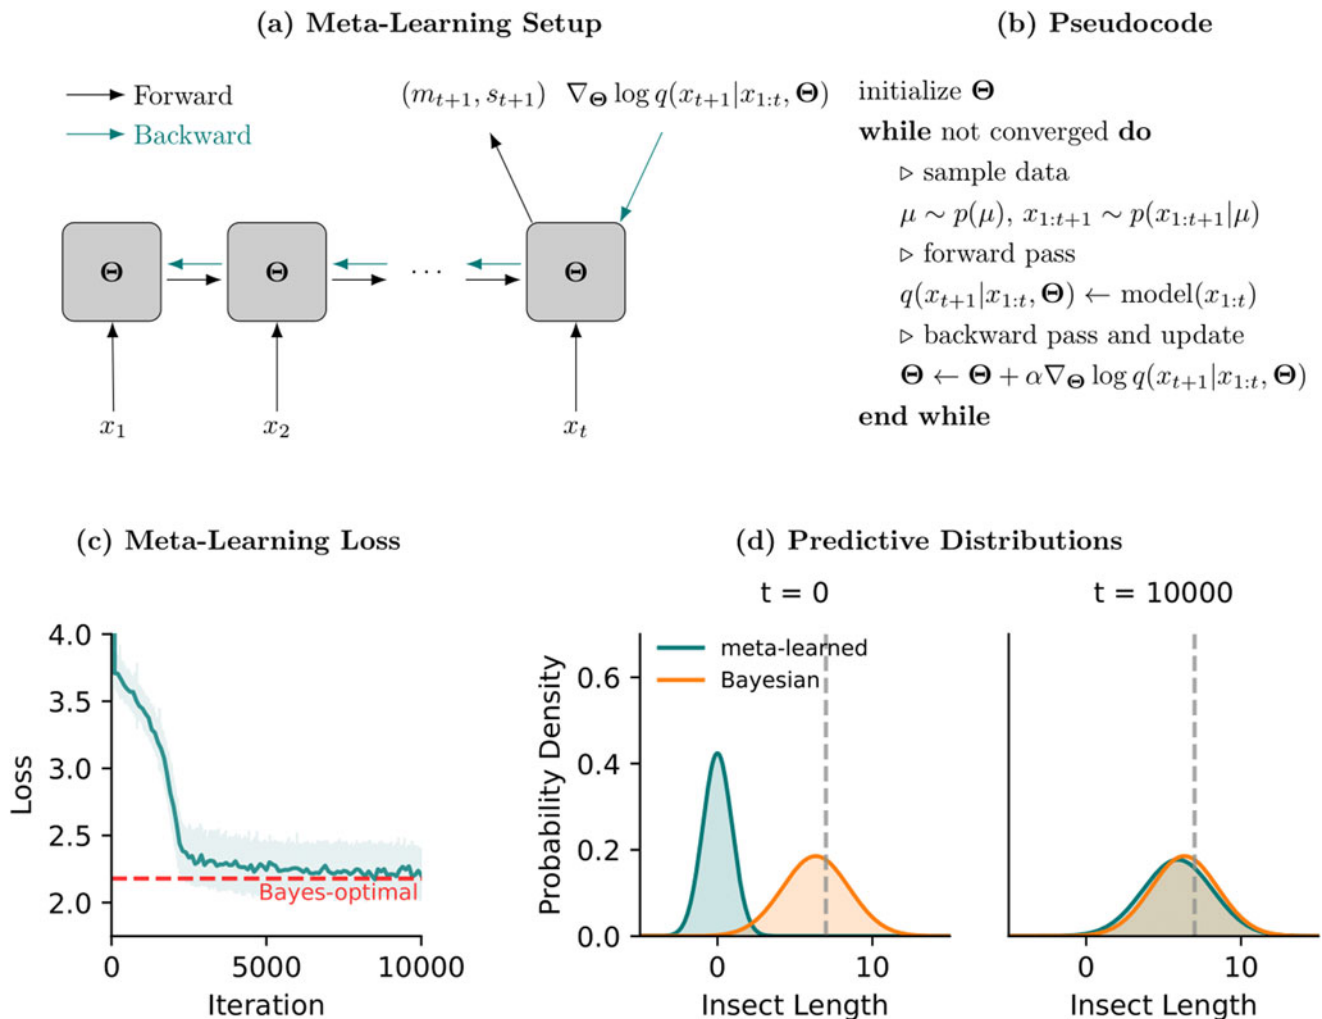 (a) Meta-Learning Setup
Forward
Backward
(m_{t+1}, s_{t+1}) ∇_Θ log q(x_{t+1}|x_{1:t}, Θ)
Θ Θ · · · Θ
x_1 x_2 x_t
(b) Pseudocode
initialize Θ
while not converged do
▷ sample data
μ ∼ p(μ), x_{1:t+1} ∼ p(x_{1:t+1}|μ)
▷ forward pass
q(x_{t+1}|x_{1:t}, Θ) ← model(x_{1:t})
▷ backward pass and update
Θ ← Θ + α∇_Θ log q(x_{t+1}|x_{1:t}, Θ)
end while
(c) Meta-Learning Loss
Loss
4.0
3.5
3.0
2.5
2.0
Bayes-optimal
0 5000 10000
Iteration
(d) Predictive Distributions
t = 0
t = 10000
meta-learned
Bayesian
Probability Density
0.6
0.4
0.2
0.0
0 10
Insect Length
0 10
Insect Length